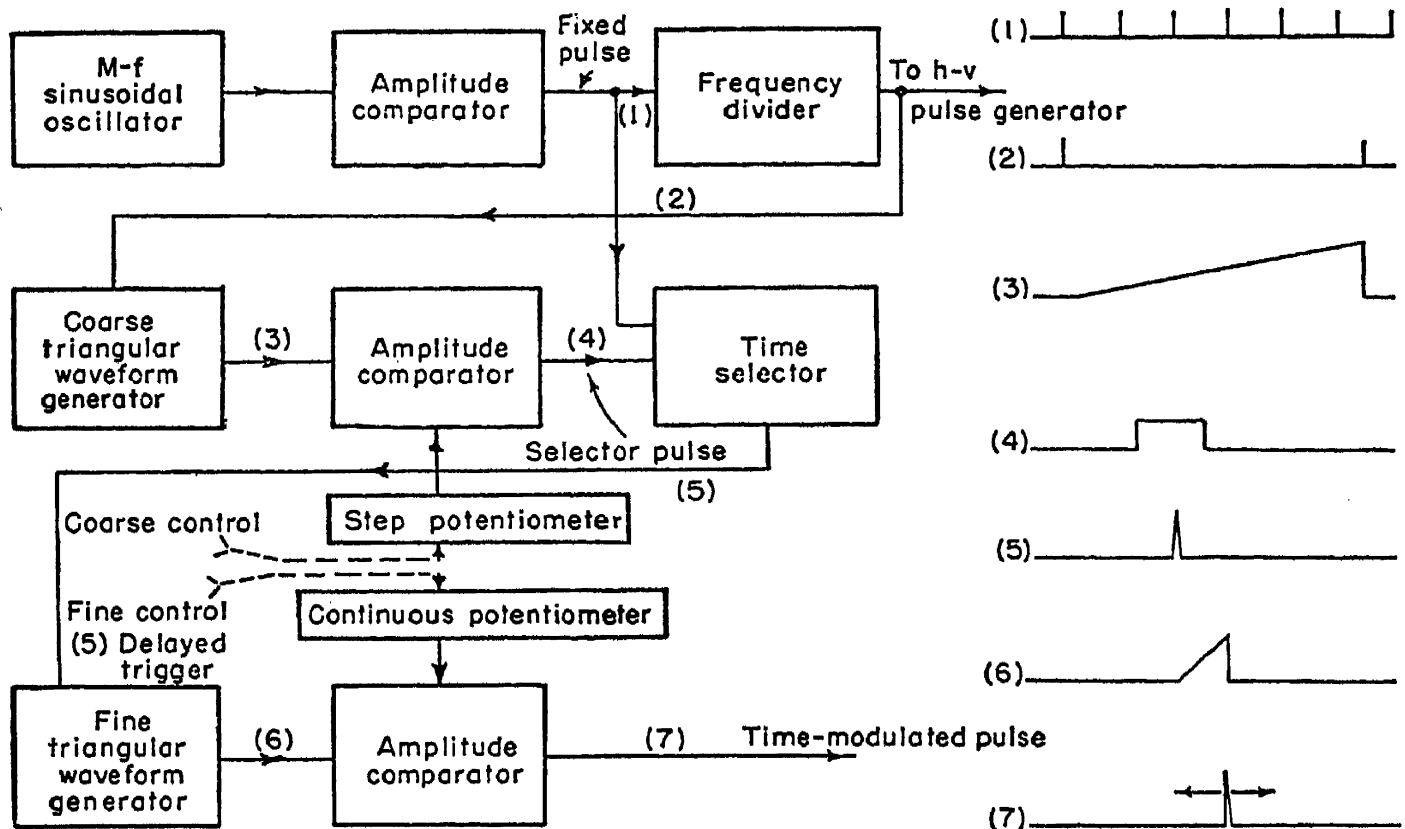 M-f
sinusoidal
oscillator
Amplitude
comparator
Fixed
pulse
(1)
Frequency
divider
To h-v
pulse generator
(2)
Coarse
triangular
waveform
generator
(3)
Amplitude
comparator
(4)
Time
selector
Selector pulse
(5)
Step potentiometer
Coarse control
Fine control
Continuous potentiometer
(5) Delayed
trigger
Fine
triangular
waveform
generator
(6)
Amplitude
comparator
(7)
Time-modulated pulse
(1)
(2)
(3)
(4)
(5)
(6)
(7)